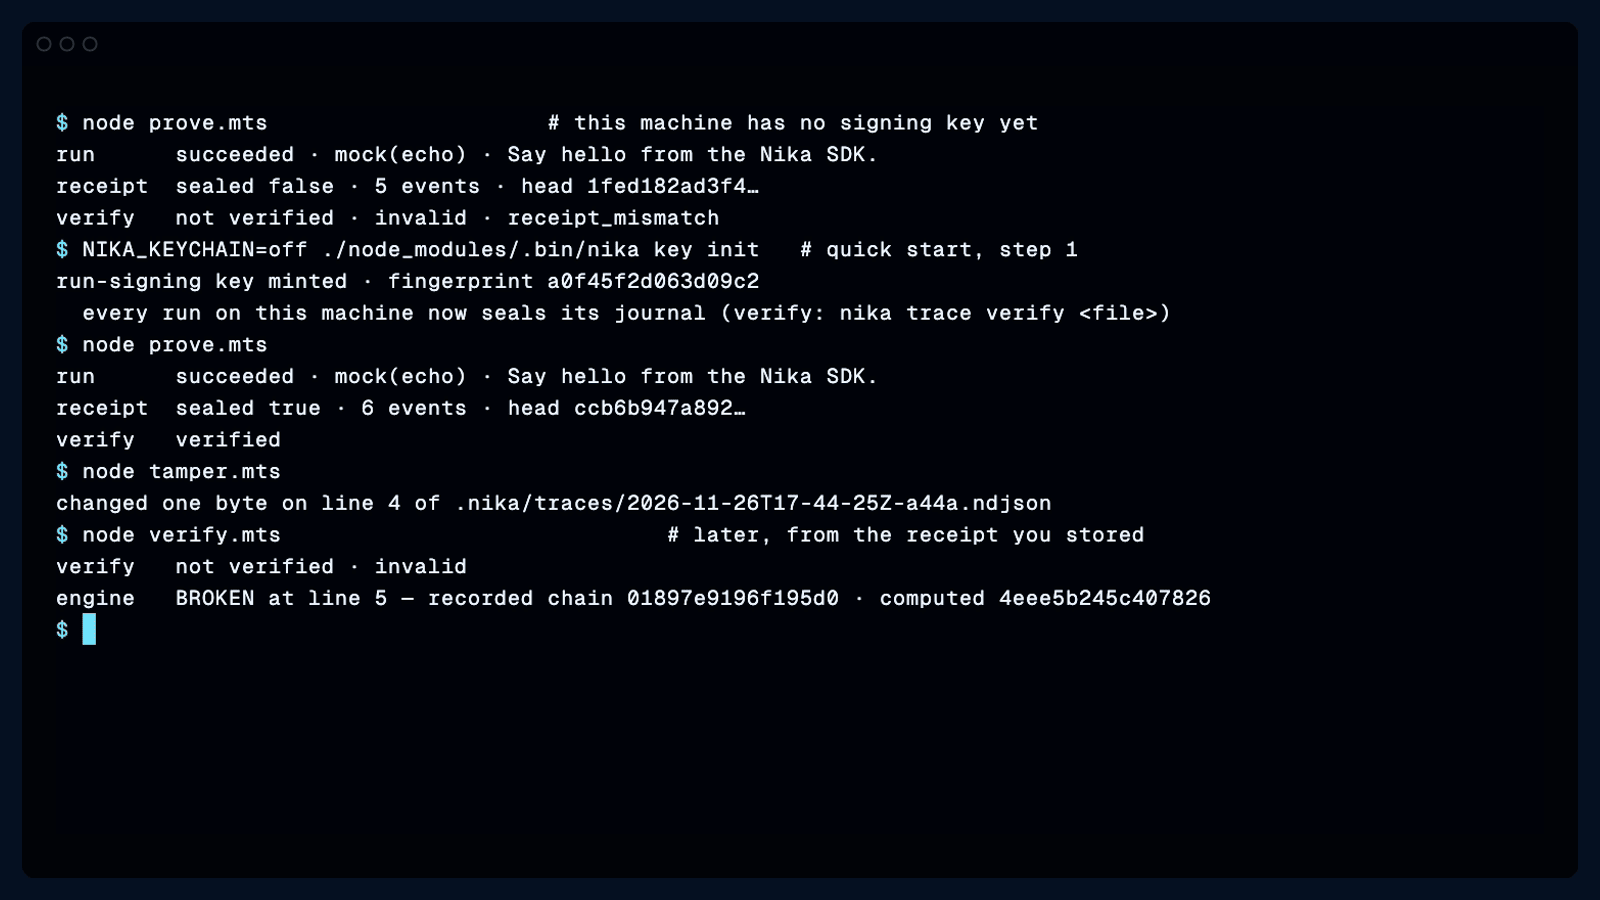 $ node prove.mts # this machine has no signing key yet
run succeeded · mock(echo) · Say hello from the Nika SDK.
receipt sealed false · 5 events · head 1fed182ad3f4…
verify not verified · invalid · receipt_mismatch
$ NIKA_KEYCHAIN=off ./node_modules/.bin/nika key init # quick start, step 1
run-signing key minted · fingerprint a0f45f2d063d09c2
every run on this machine now seals its journal (verify: nika trace verify <file>)
$ node prove.mts
run succeeded · mock(echo) · Say hello from the Nika SDK.
receipt sealed true · 6 events · head ccb6b947a892…
verify verified
$ node tamper.mts
changed one byte on line 4 of .nika/traces/2026-11-26T17-44-25Z-a44a.ndjson
$ node verify.mts # later, from the receipt you stored
verify not verified · invalid
engine BROKEN at line 5 — recorded chain 01897e9196f195d0 · computed 4eee5b245c407826
$